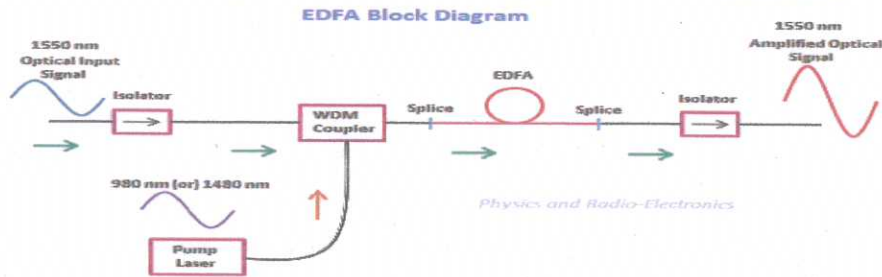 EDFA Block Diagram
1550 nm
Optical Input
Signal
Isolator
WDM
Coupler
Splice
EDFA
Splice
Isolator
1550 nm
Amplified Optical
Signal
980 nm (or) 1480 nm
Pump
Laser
Physics and Radio-Electronics